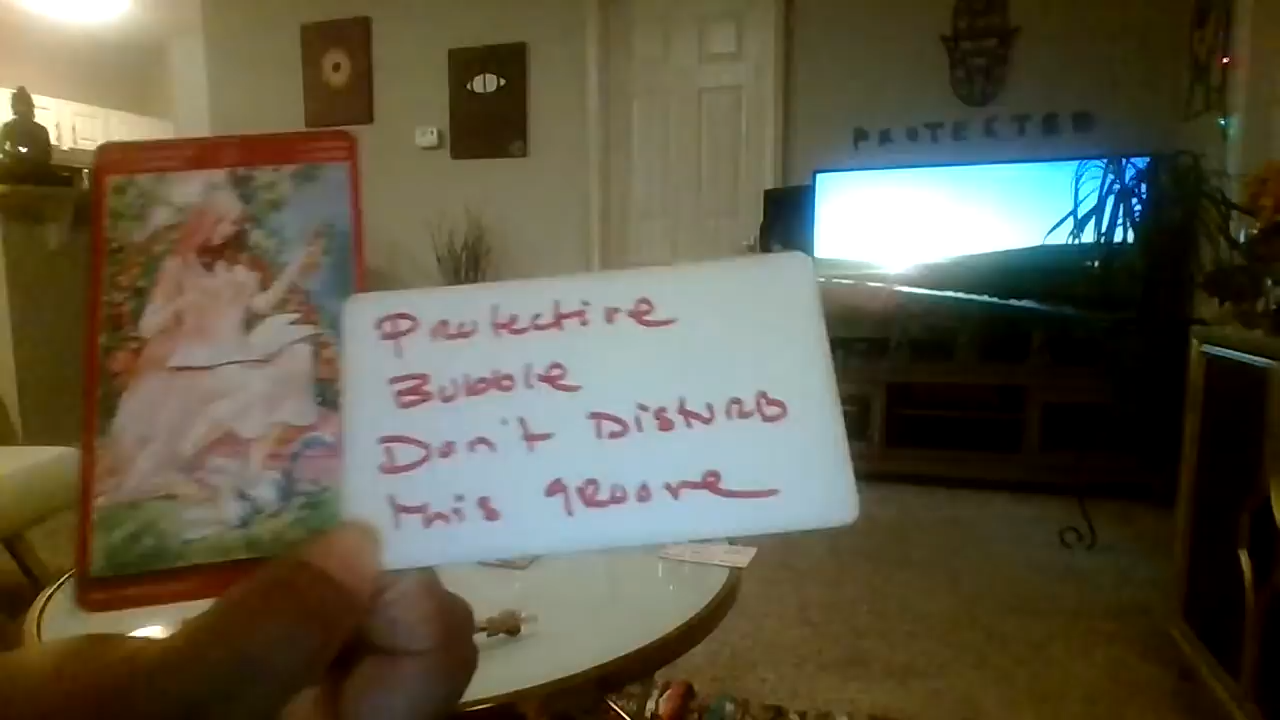 PROTECTED
Protective
Bubble
Don't DISTURB
this groove